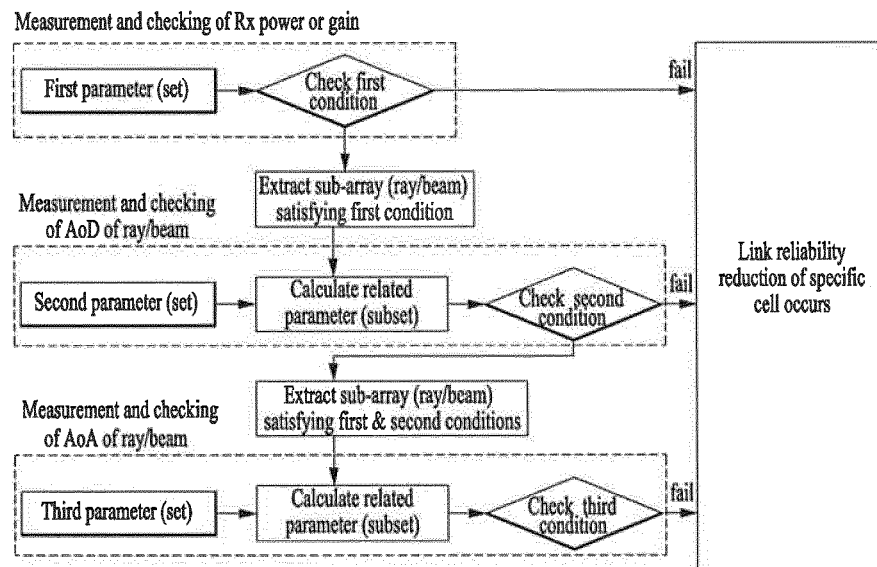 Measurement and checking of Rx power or gain
First parameter (set)
Check first
condition
fail
Extract sub-array (ray/beam)
satisfying first condition
Measurement and checking
of AoD of ray/beam
Second parameter (set)
Calculate related
parameter (subset)
Check second
condition
fail
Link reliability
reduction of specific
cell occurs
Extract sub-array (ray/beam)
satisfying first & second conditions
Measurement and checking
of AoA of ray/beam
Third parameter (set)
Calculate related
parameter (subset)
Check third
condition
fail